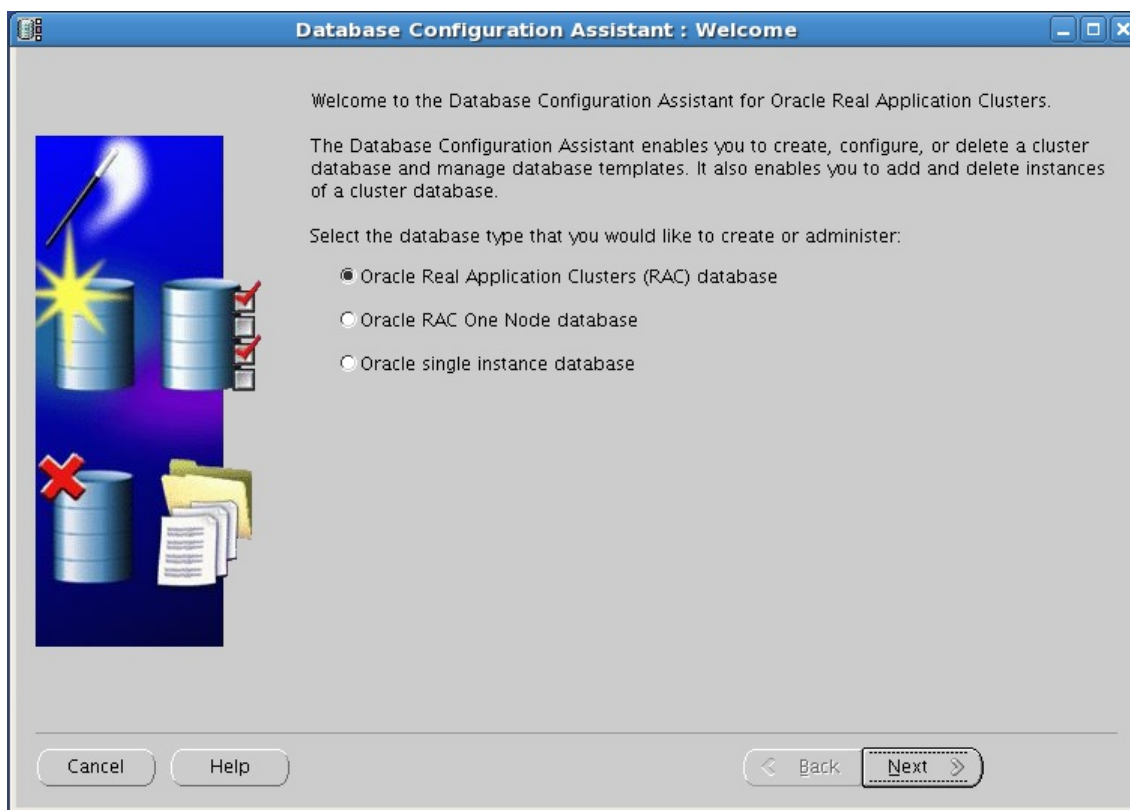 Database Configuration Assistant : Welcome
Welcome to the Database Configuration Assistant for Oracle Real Application Clusters.
The Database Configuration Assistant enables you to create, configure, or delete a cluster
database and manage database templates. It also enables you to add and delete instances
of a cluster database.
Select the database type that you would like to create or administer:
Oracle Real Application Clusters (RAC) database
Oracle RAC One Node database
Oracle single instance database
Cancel
Help
Back
Next